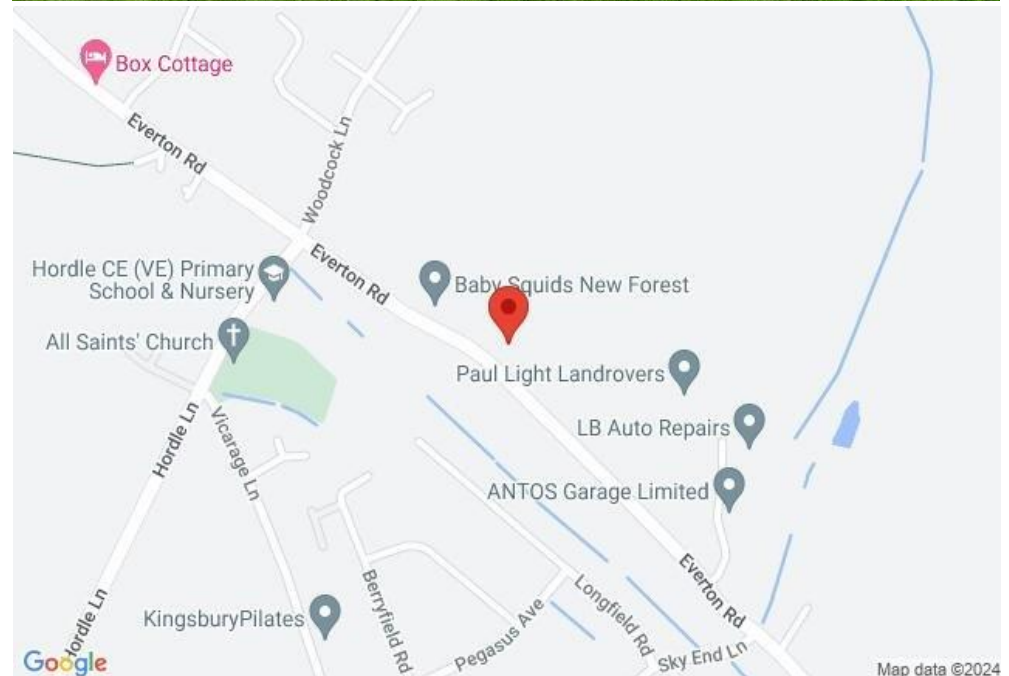 Box Cottage
Everton Rd
Woodcock Ln
Hordle CE (VE) Primary
School & Nursery
Everton Rd
Baby Squids New Forest
All Saints' Church
Paul Light Landrovers
LB Auto Repairs
Hordle Ln
Vicarage Ln
ANTOS Garage Limited
Everton Rd
KingsburyPilates
Berryfield Rd
Pegasus Ave
Longfield Rd
Hordle Ln
Sky End Ln
Google
Map data ©2024